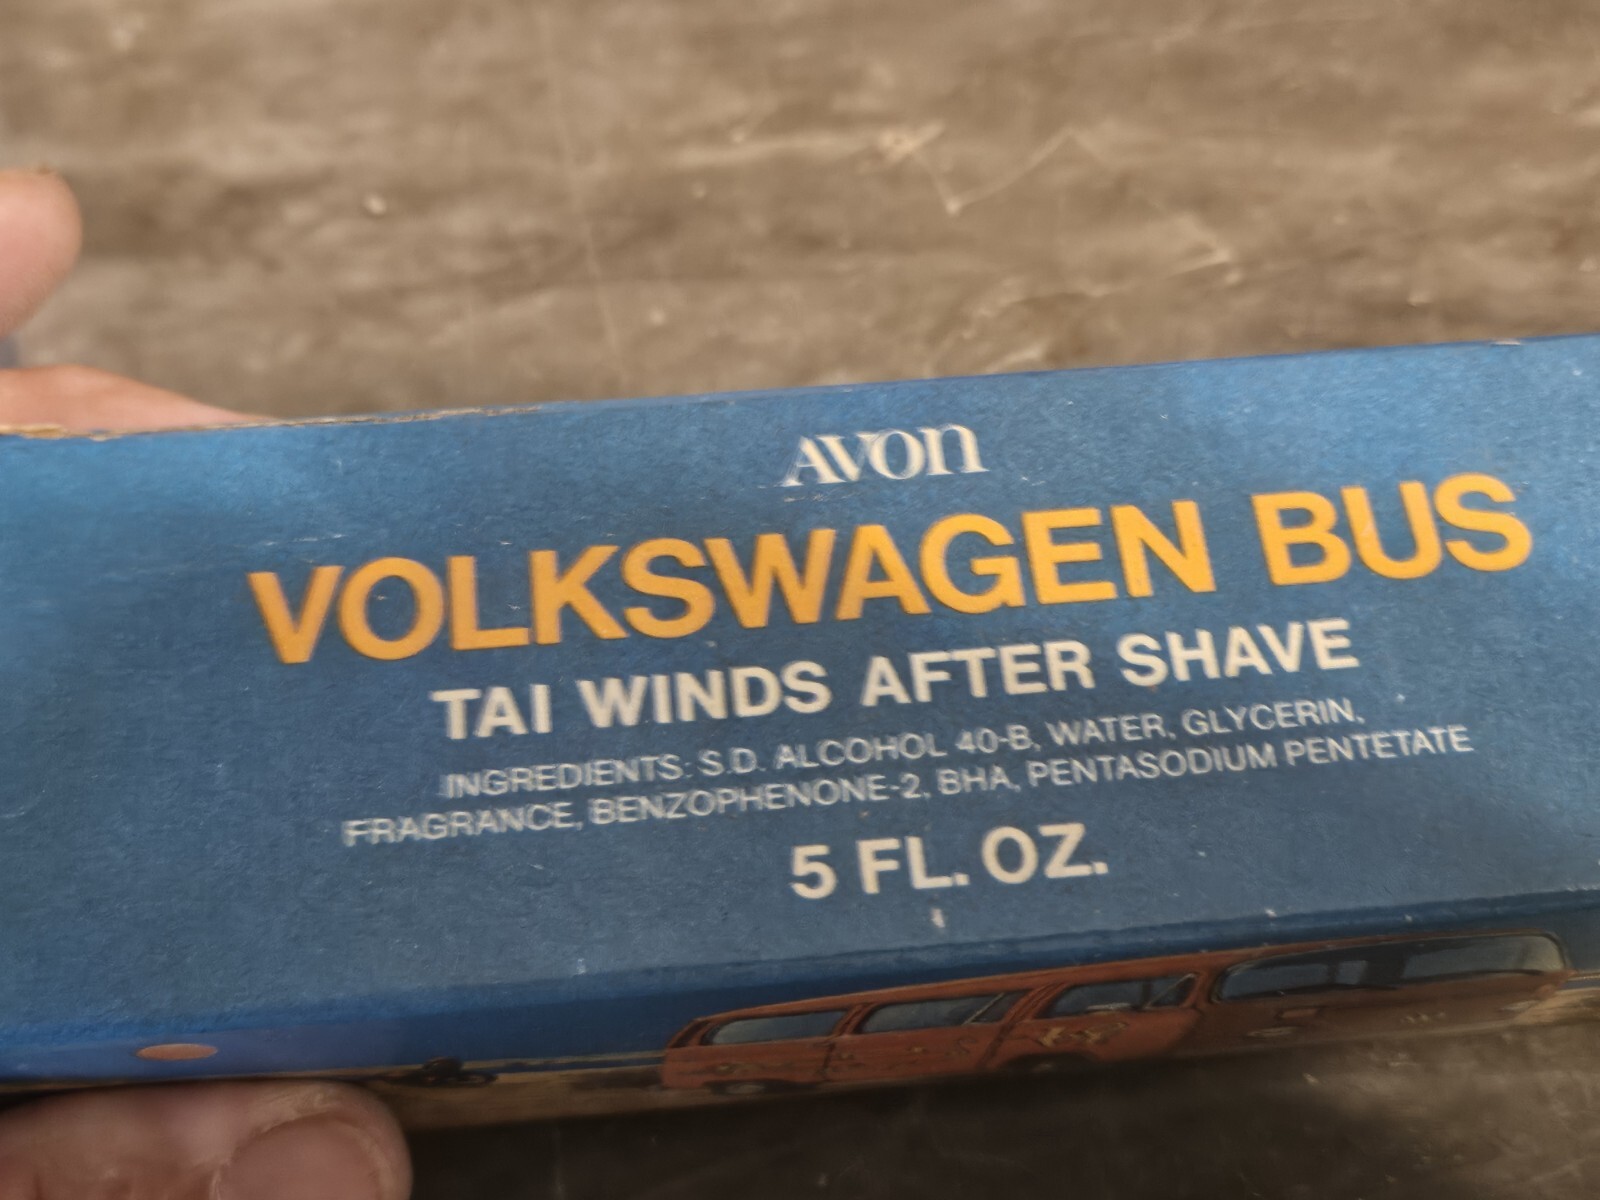 AVON
VOLKSWAGEN BUS
TAI WINDS AFTER SHAVE
INGREDIENTS: S.D. ALCOHOL 40-B, WATER, GLYCERIN,
FRAGRANCE, BENZOPHENONE-2, BHA, PENTASODIUM PENTETATE
5 FL. OZ.